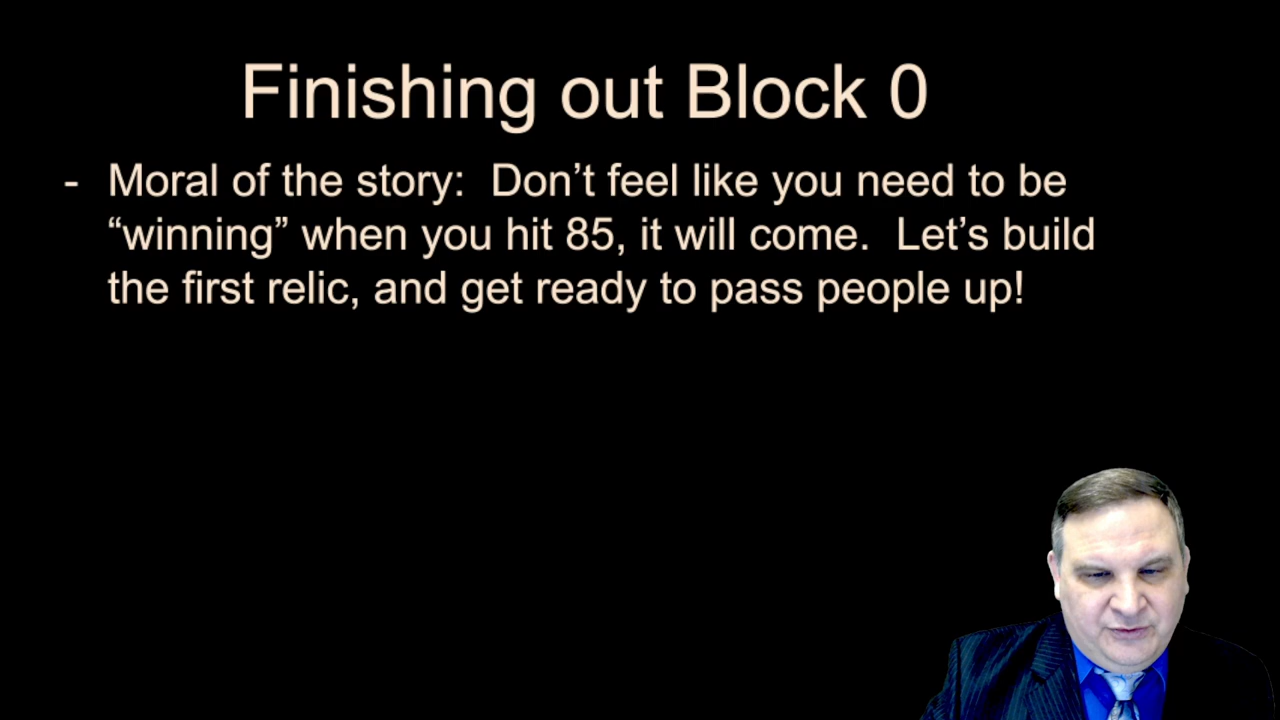 Finishing out Block 0
- Moral of the story:  Don’t feel like you need to be
“winning” when you hit 85, it will come.  Let’s build
the first relic, and get ready to pass people up!